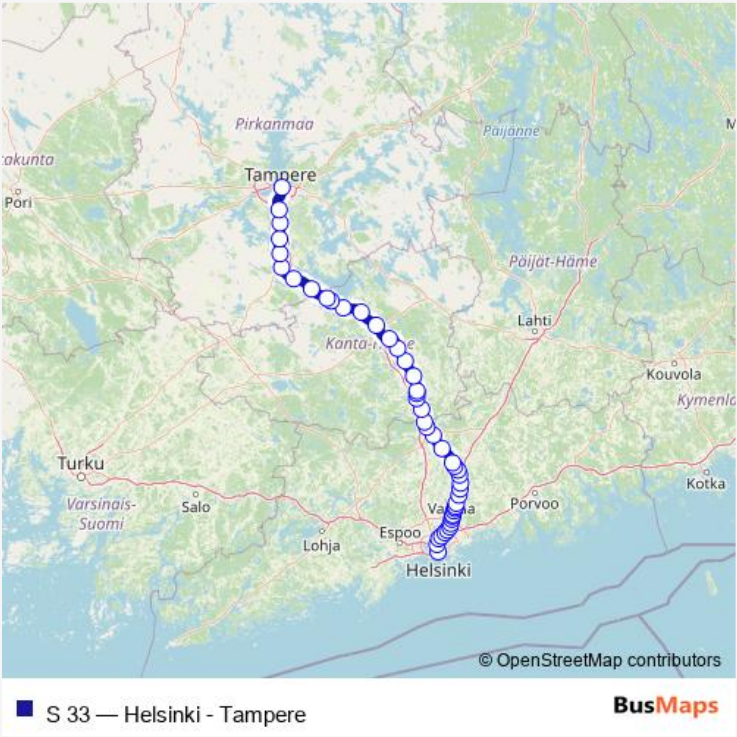 Pirkanmaa
Päijänne
M
akunta
Tampere
Pori
Päijät-Häme
Lahti
Kanta-H me
Kouvola
Kymenla
Turku
Kotka
Varsinais-
Suomi
Salo
Porvoo
Espoo
Lohja
Helsinki
© OpenStreetMap contributors
S 33 — Helsinki - Tampere
BusMaps